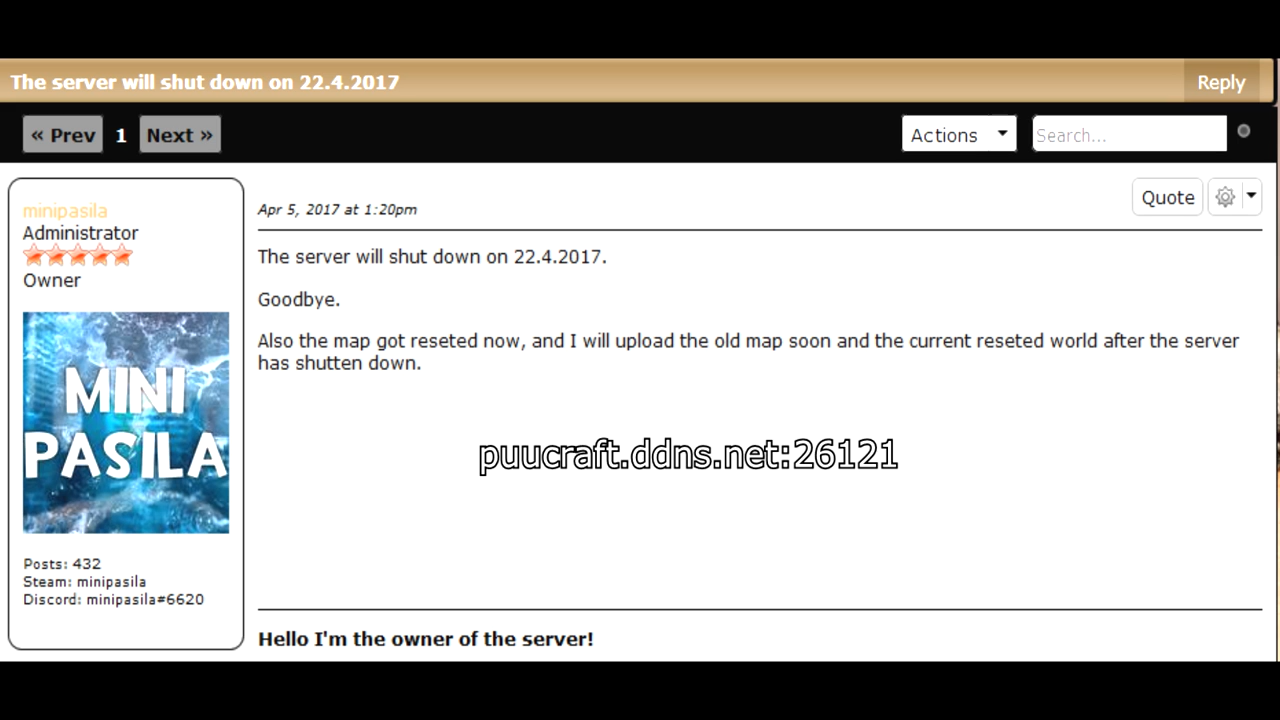 The server will shut down on 22.4.2017
Reply
« Prev 1 Next »
Actions
Search...
minipasila
Administrator
Owner
MINI
PASILA
Posts: 432
Steam: minipasila
Discord: minipasila#6620
Apr 5, 2017 at 1:20pm
Quote
The server will shut down on 22.4.2017.
Goodbye.
Also the map got reseted now, and I will upload the old map soon and the current reseted world after the server
has shutten down.
puucraft.ddns.net:26121
Hello I'm the owner of the server!